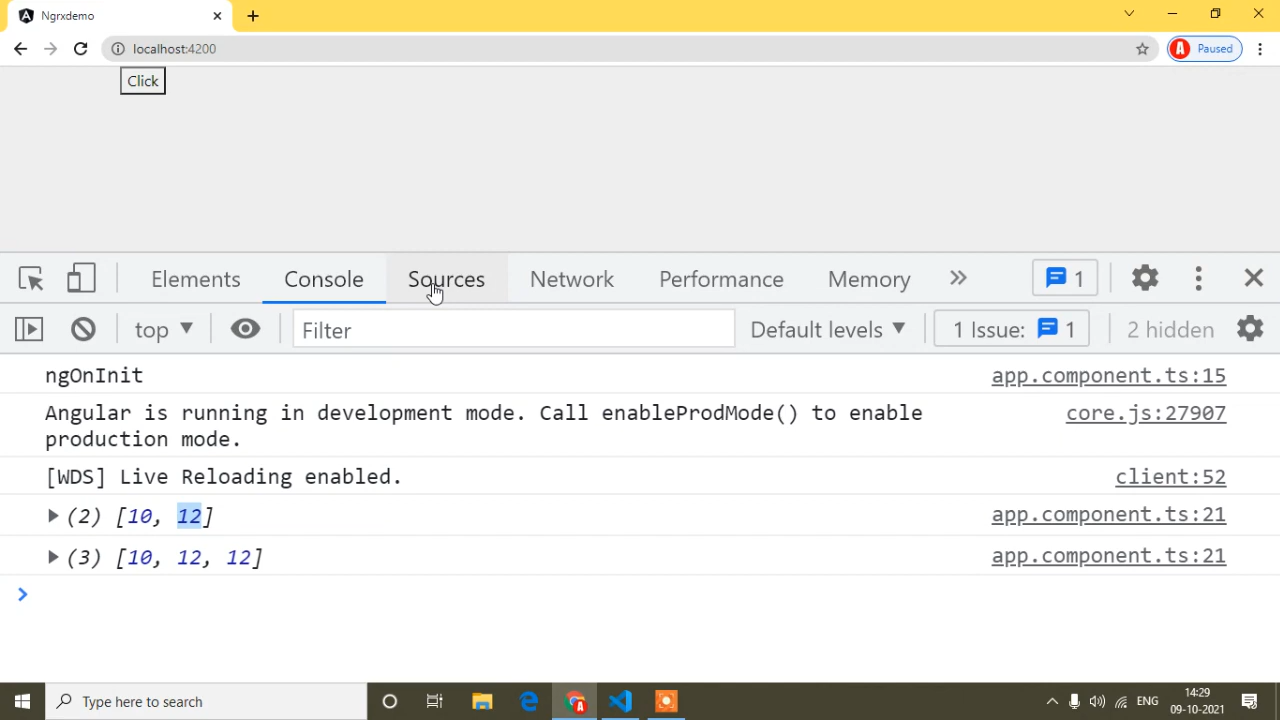 Ngrxdemo
localhost:4200
A Paused
Click
Elements Console Sources Network Performance Memory 1
top Filter Default levels 1 Issue: 1 2 hidden
ngOnInit app.component.ts:15
Angular is running in development mode. Call enableProdMode() to enable core.js:27907
production mode.
[WDS] Live Reloading enabled. client:52
(2) [10, 12] app.component.ts:21
(3) [10, 12, 12] app.component.ts:21
Type here to search A ENG 14:29
09-10-2021